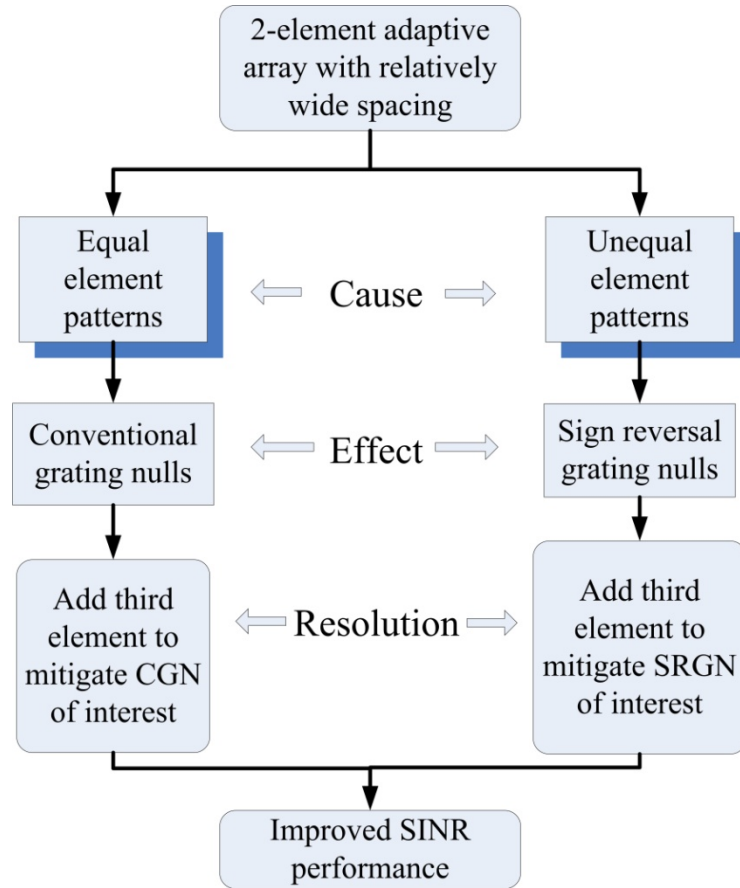 2-element adaptive
array with relatively
wide spacing
Equal
element
patterns
Cause
Unequal
element
patterns
Conventional
grating nulls
Effect
Sign reversal
grating nulls
Add third
element to
mitigate CGN
of interest
Resolution
Add third
element to
mitigate SRGN
of interest
Improved SINR
performance